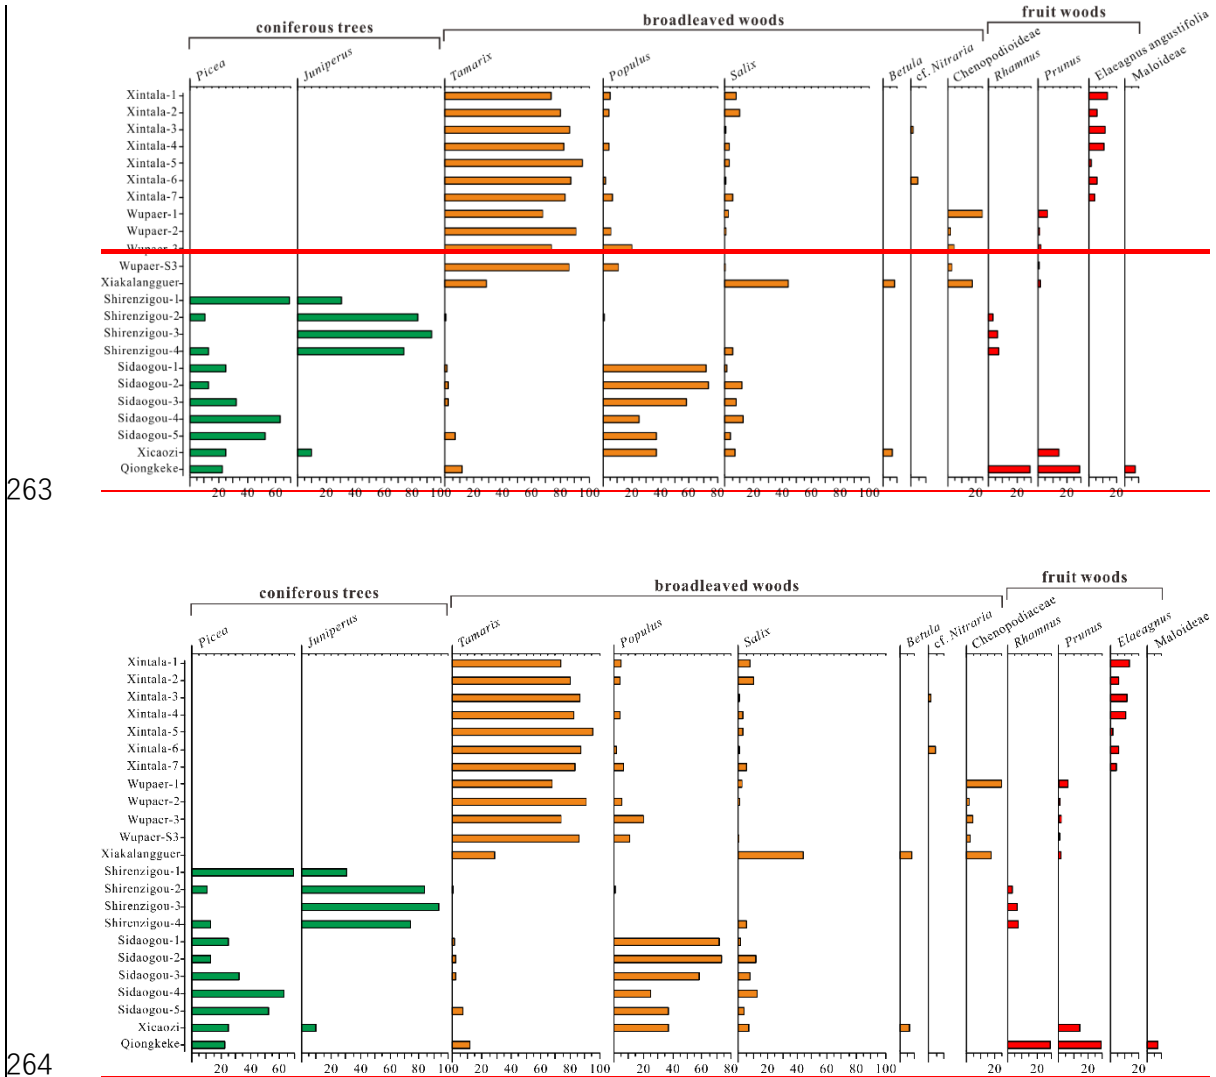 coniferous trees broadleaved woods fruit woods
Picea Juniperus Tamarix Populus Salix Betula cf. Nitraria Chenopodioideae Rhamnus Prunus Elaeagnus angustifolia Maloideae
Xintala-1
Xintala-2
Xintala-3
Xintala-4
Xintala-5
Xintala-6
Xintala-7
Wupaer-1
Wupaer-2
Wupaer-3
Wupaer-S3
Xiakalangguer
Shirenzigou-1
Shirenzigou-2
Shirenzigou-3
Shirenzigou-4
Sidaogou-1
Sidaogou-2
Sidaogou-3
Sidaogou-4
Sidaogou-5
Xicaozi
Qiongkeke
20 40 60 20 40 60 80 100 20 40 60 80 100 20 40 60 80 20 40 60 80 100 20 20 20 20
263
coniferous trees broadleaved woods fruit woods
Picea Juniperus Tamarix Populus Salix Betula cf. Nitraria Chenopodiaceae Rhamnus Prunus Elaeagnus Maloideae
Xintala-1
Xintala-2
Xintala-3
Xintala-4
Xintala-5
Xintala-6
Xintala-7
Wupaer-1
Wupaer-2
Wupaer-3
Wupaer-S3
Xiakalangguer
Shirenzigou-1
Shirenzigou-2
Shirenzigou-3
Shirenzigou-4
Sidaogou-1
Sidaogou-2
Sidaogou-3
Sidaogou-4
Sidaogou-5
Xicaozi
Qiongkeke
20 40 60 20 40 60 80 100 20 40 60 80 100 20 40 60 80 20 40 60 80 100 20 20 20 20
264